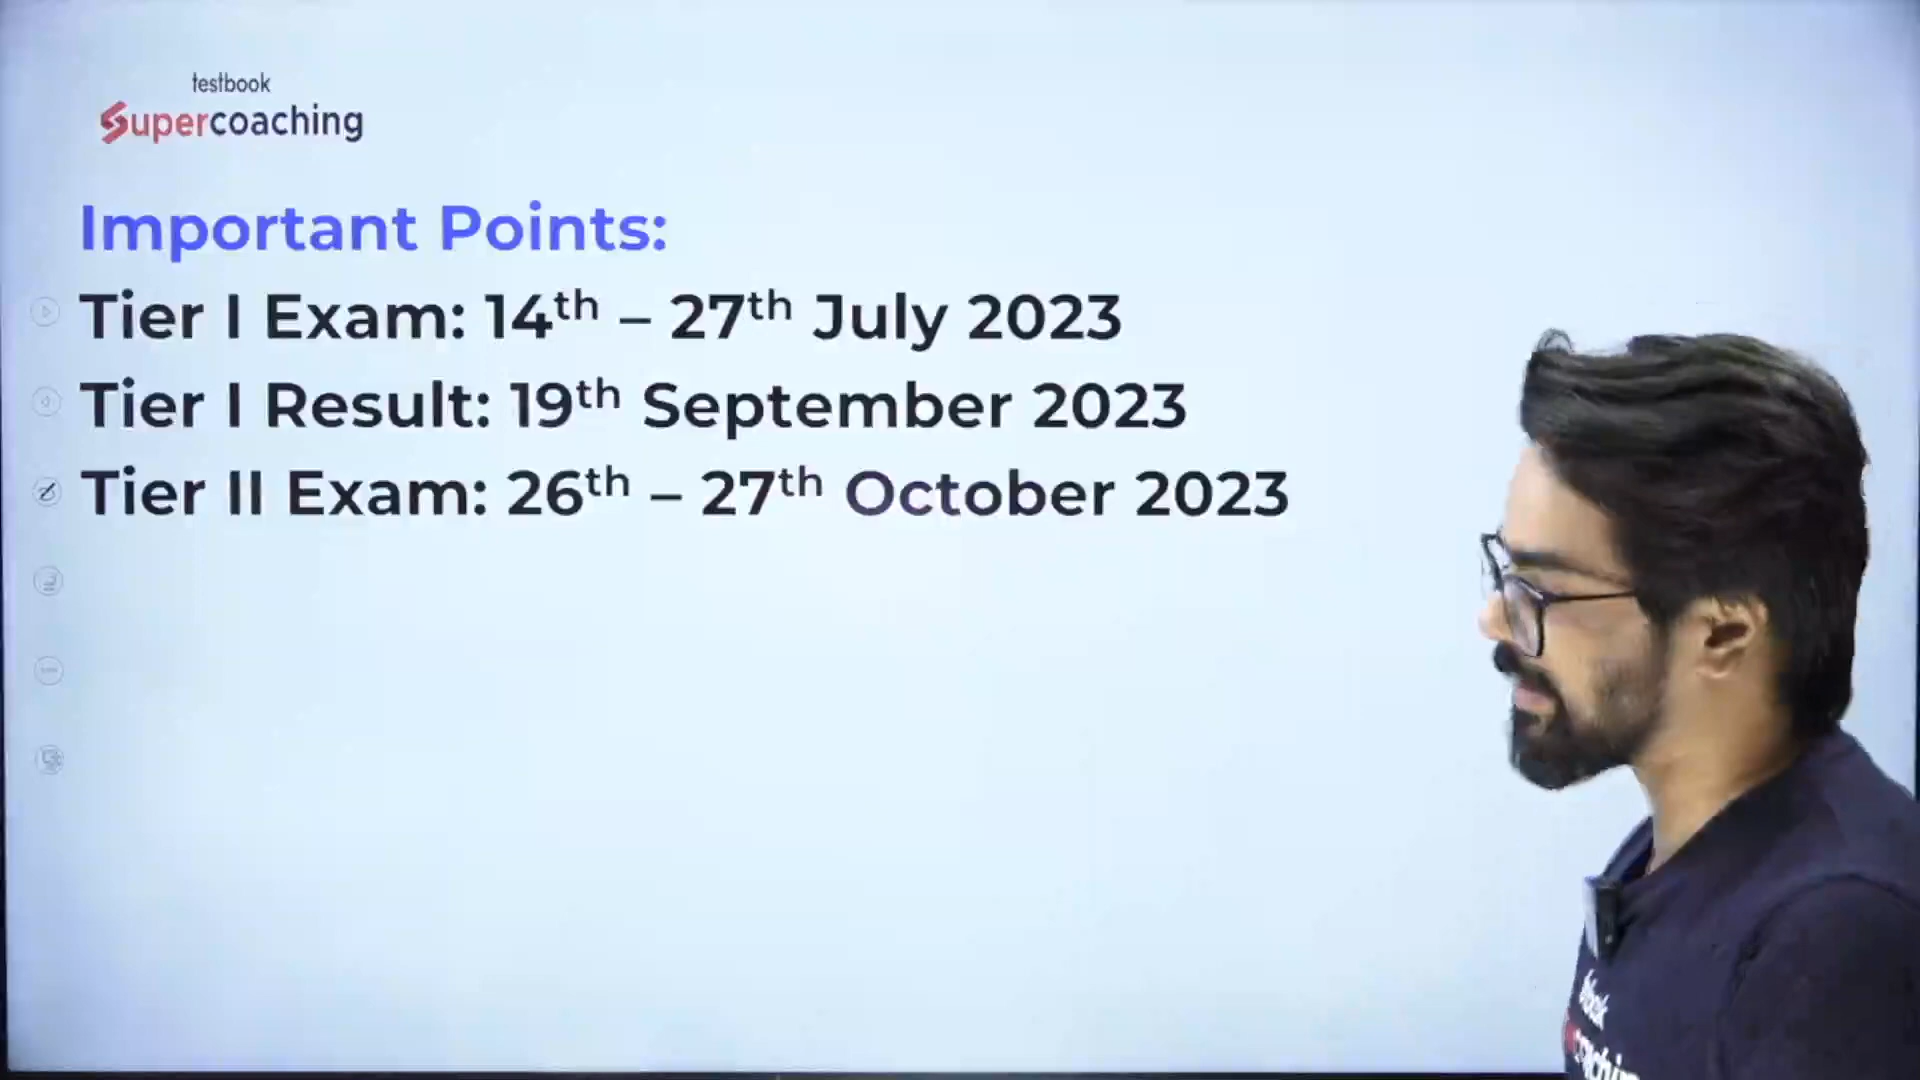 testbook
Supercoaching
Important Points:
Tier I Exam: 14th – 27th July 2023
Tier I Result: 19th September 2023
Tier II Exam: 26th – 27th October 2023